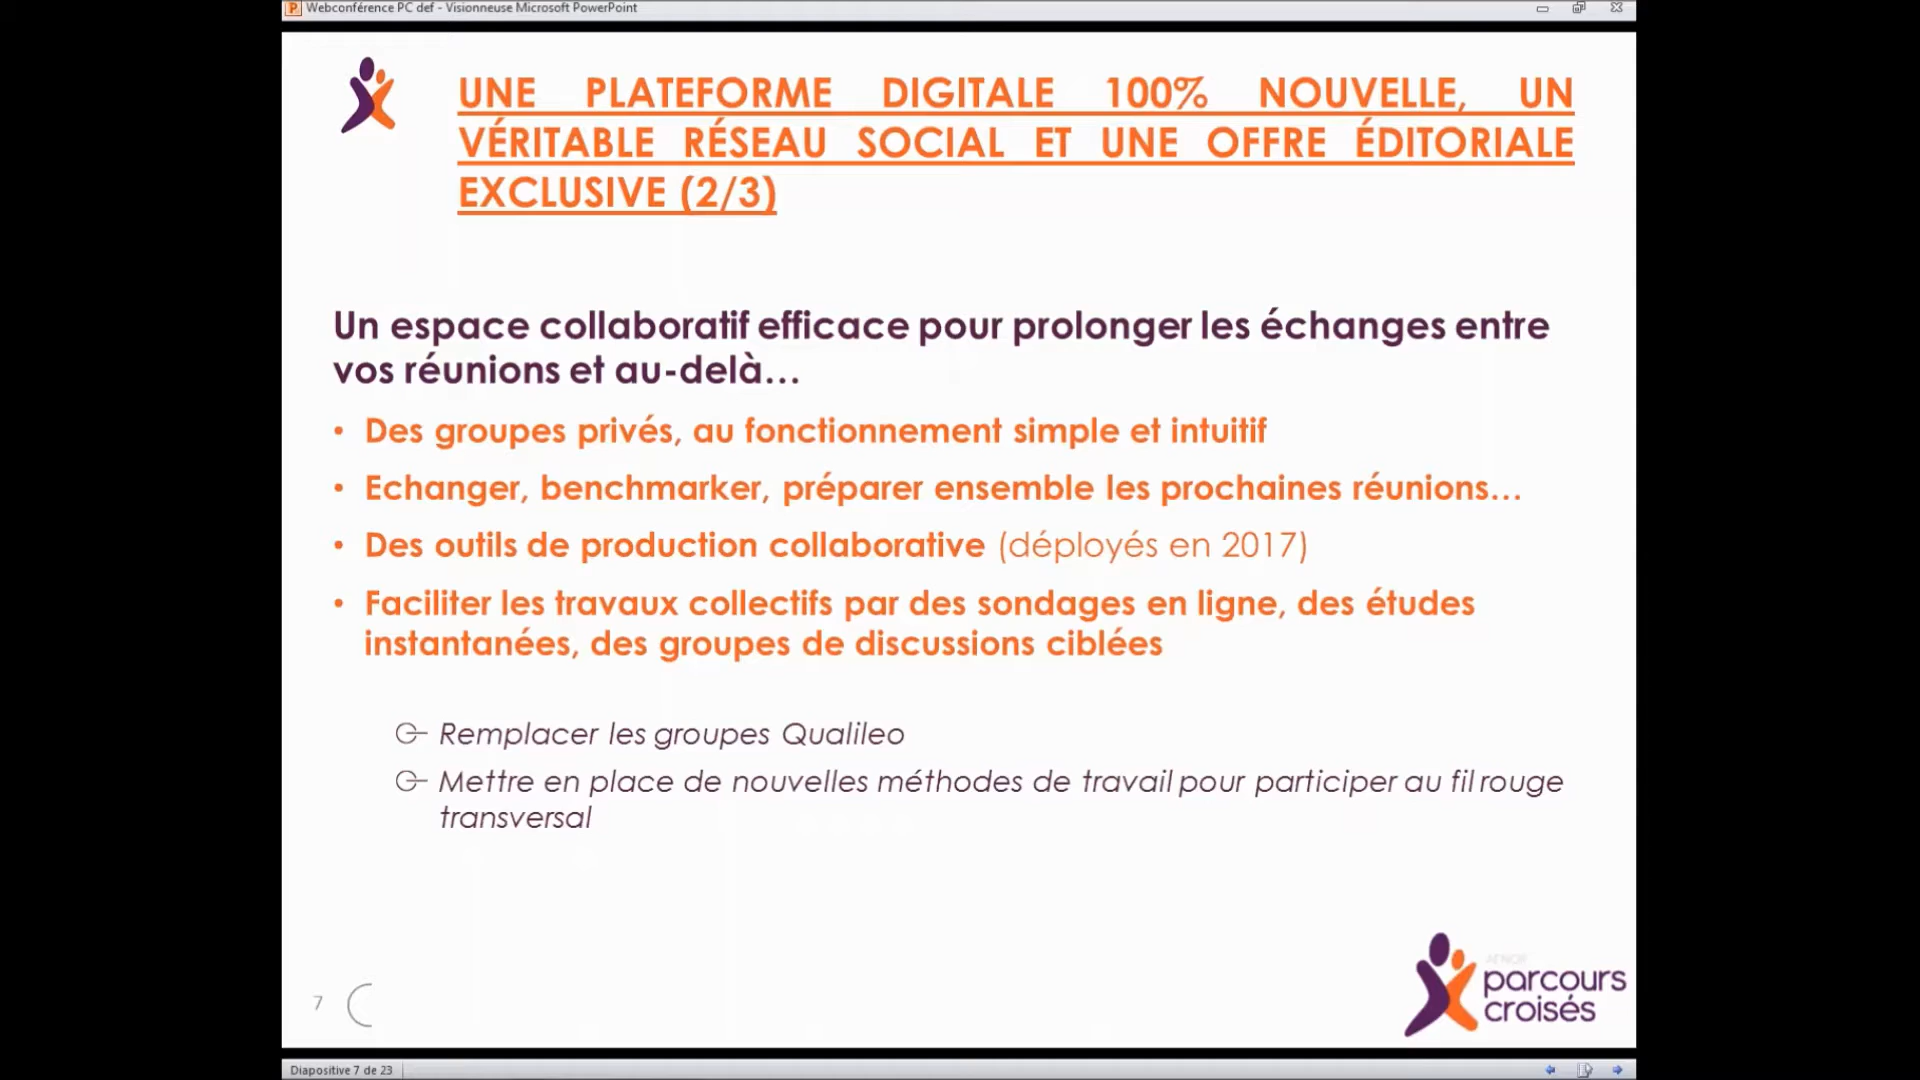 Webconférence PC def - Visionneuse Microsoft PowerPoint
UNE PLATEFORME DIGITALE 100% NOUVELLE, UN
VÉRITABLE RÉSEAU SOCIAL ET UNE OFFRE ÉDITORIALE
EXCLUSIVE (2/3)
Un espace collaboratif efficace pour prolonger les échanges entre
vos réunions et au-delà…
• Des groupes privés, au fonctionnement simple et intuitif
• Echanger, benchmarker, préparer ensemble les prochaines réunions…
• Des outils de production collaborative (déployés en 2017)
• Faciliter les travaux collectifs par des sondages en ligne, des études
instantanées, des groupes de discussions ciblées
Remplacer les groupes Qualileo
Mettre en place de nouvelles méthodes de travail pour participer au fil rouge
transversal
7
AFNOR
parcours
croisés
Diapositive 7 de 23